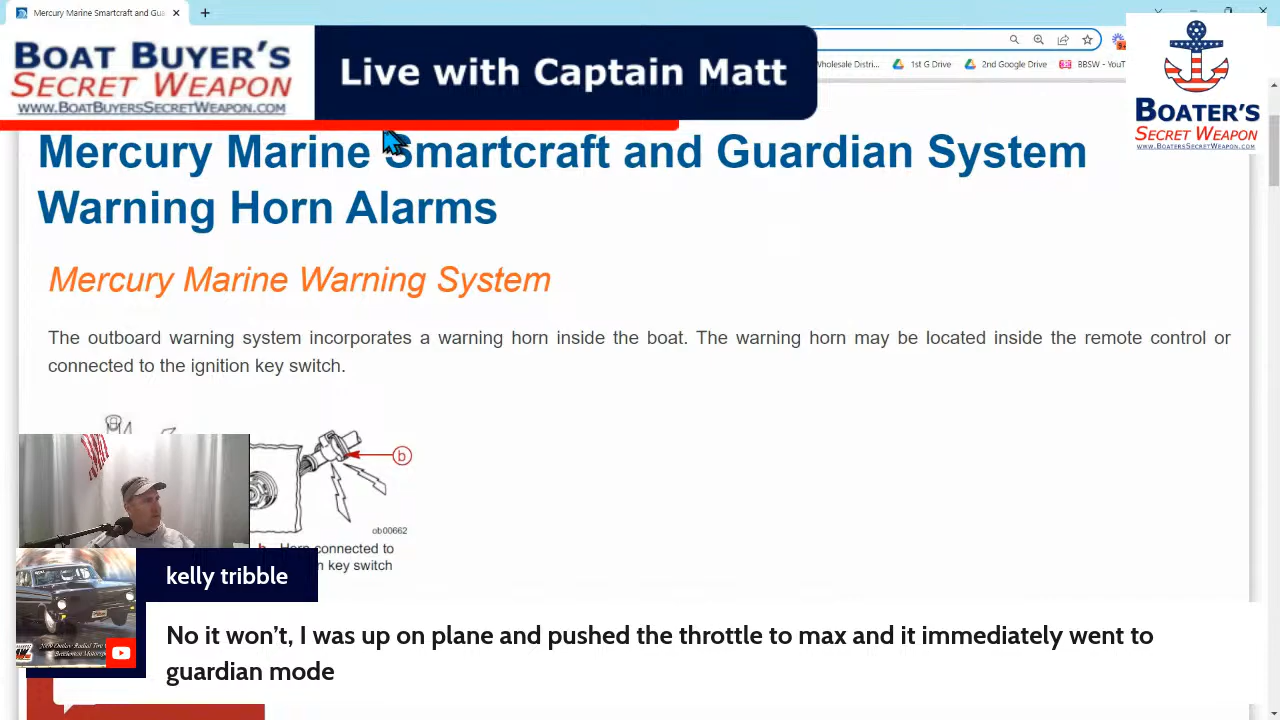 Mercury Marine Smartcraft and Gua
BOAT BUYER'S
SECRET WEAPON
WWW.BOATBUYERSSECRETWEAPON.COM
Live with Captain Matt
Wholesale Distri...
1st G Drive
2nd Google Drive
BBSW - YouT
BOATER'S
SECRET WEAPON
WWW.BOATERSSECRETWEAPON.COM
Mercury Marine Smartcraft and Guardian System
Warning Horn Alarms
Mercury Marine Warning System
The outboard warning system incorporates a warning horn inside the boat. The warning horn may be located inside the remote control or
connected to the ignition key switch.
b
ob00662
Horn connected to
key switch
kelly tribble
No it won't, I was up on plane and pushed the throttle to max and it immediately went to
guardian mode